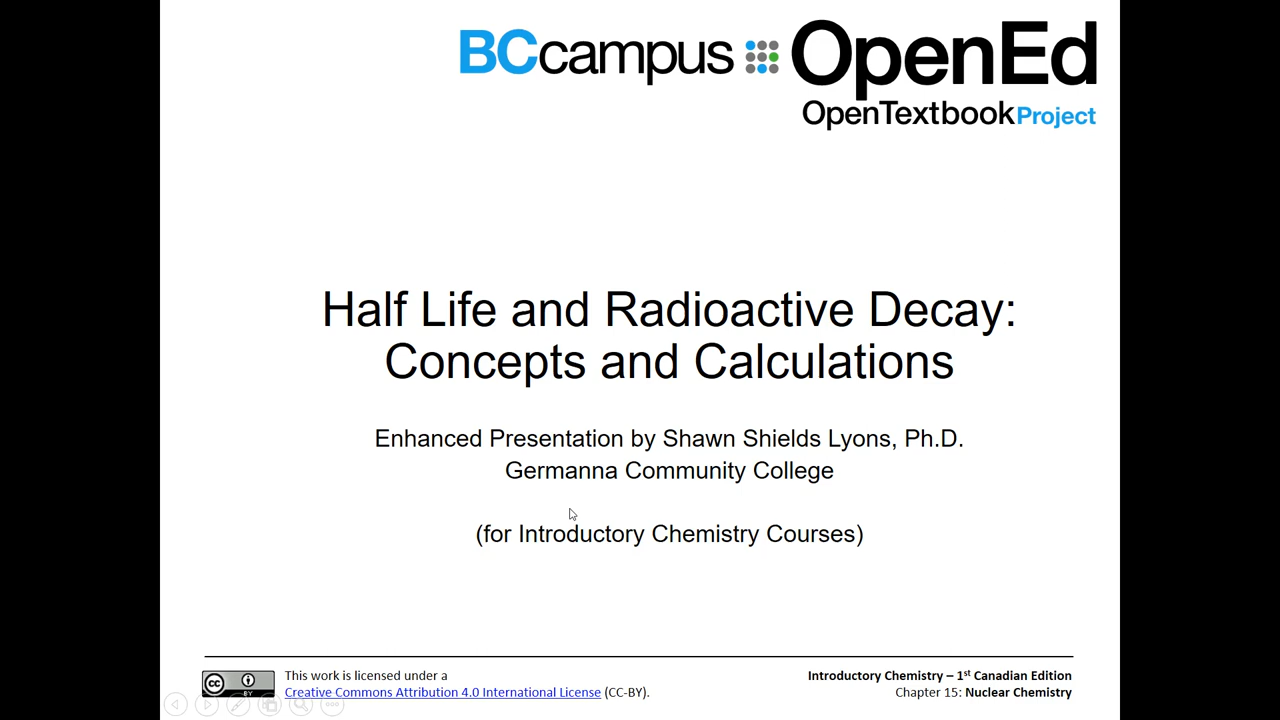 BCcampus OpenEd
OpenTextbookProject
Half Life and Radioactive Decay:
Concepts and Calculations
Enhanced Presentation by Shawn Shields Lyons, Ph.D.
Germanna Community College
(for Introductory Chemistry Courses)
cc BY
This work is licensed under a
Creative Commons Attribution 4.0 International License (CC-BY).
Introductory Chemistry – 1st Canadian Edition
Chapter 15: Nuclear Chemistry